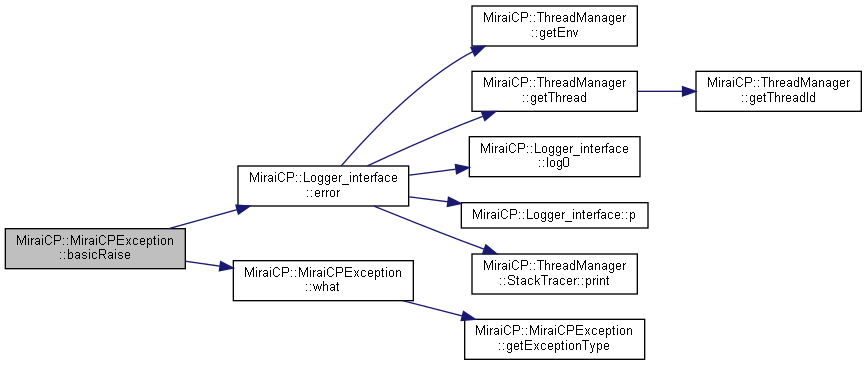 MiraiCP::ThreadManager
::getEnv
MiraiCP::ThreadManager
::getThread
MiraiCP::ThreadManager
::getThreadId
MiraiCP::Logger_interface
::log0
MiraiCP::Logger_interface
::error
MiraiCP::Logger_interface::p
MiraiCP::MiraiCPException
::basicRaise
MiraiCP::ThreadManager
::StackTracer::print
MiraiCP::MiraiCPException
::what
MiraiCP::MiraiCPException
::getExceptionType